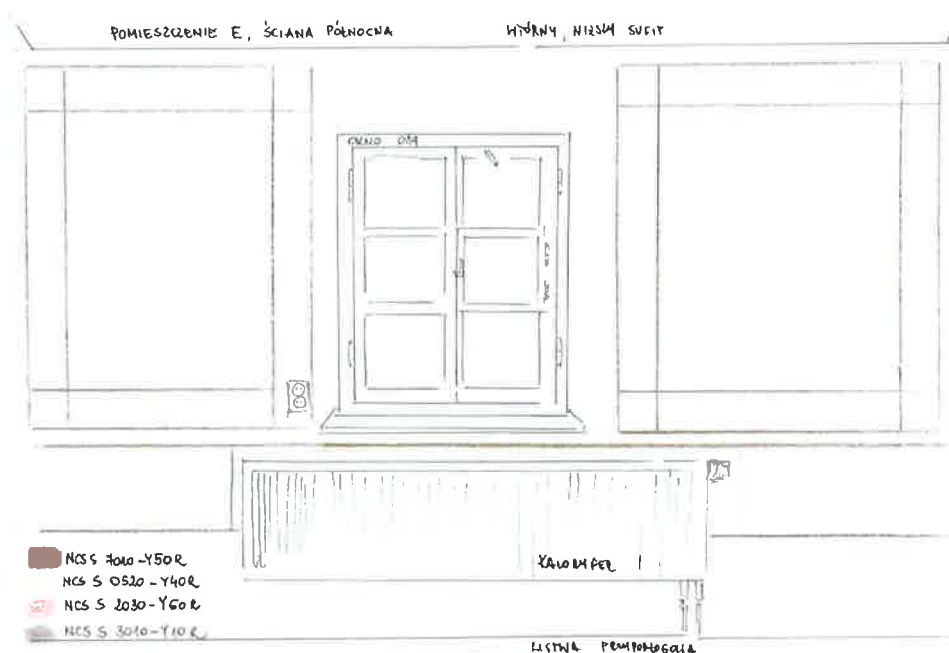 POMIESZCZENIE E, ŚCIANA PÓŁNOCNA
WTÓRNY, NIŻSZY SUFIT
OKNO
NCS S 7010-Y50R
NCS S 0520-Y40R
NCS S 2030-Y60R
NCS S 3010-Y10R
KALORYFER
LISTWA PRZYPODŁOGOWA